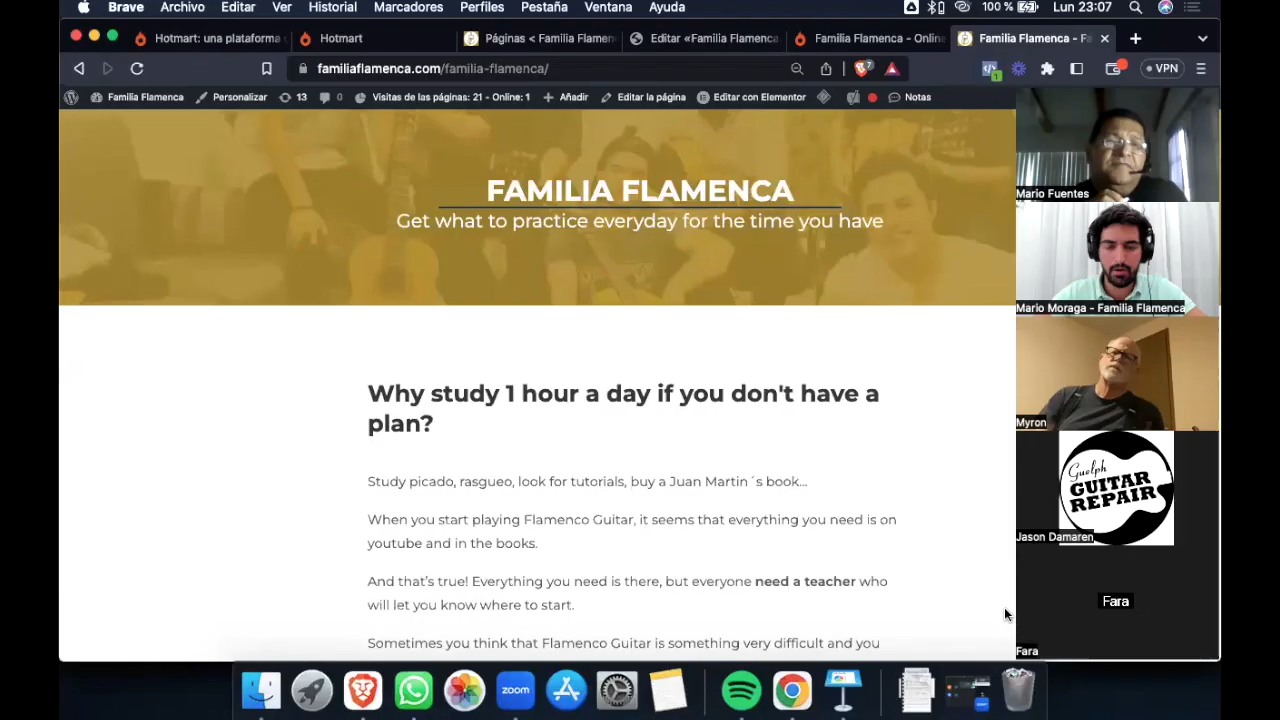 Brave Archivo Editar Ver Historial Marcadores Perfiles Pestaña Ventana Ayuda 100 % Lun 23:07
Hotmart: una plataforma Hotmart Páginas < Familia Flamen Editar «Familia Flamenca Familia Flamenca - Online Familia Flamenca - Fa
familiaflamenca.com/familia-flamenca/ 7 1 VPN
Familia Flamenca Personalizar 13 0 Visitas de las páginas: 21 - Online: 1 Añadir Editar la página Editar con Elementor Notas
FAMILIA FLAMENCA
Get what to practice everyday for the time you have
Why study 1 hour a day if you don't have a
plan?
Study picado, rasgueo, look for tutorials, buy a Juan Martin´s book...
When you start playing Flamenco Guitar, it seems that everything you need is on
youtube and in the books.
And that's true! Everything you need is there, but everyone need a teacher who
will let you know where to start.
Sometimes you think that Flamenco Guitar is something very difficult and you
Mario Fuentes
Mario Moraga - Familia Flamenca
Myron
Guelph
GUITAR
REPAIR
Jason Damaren
Fara
Fara
zoom